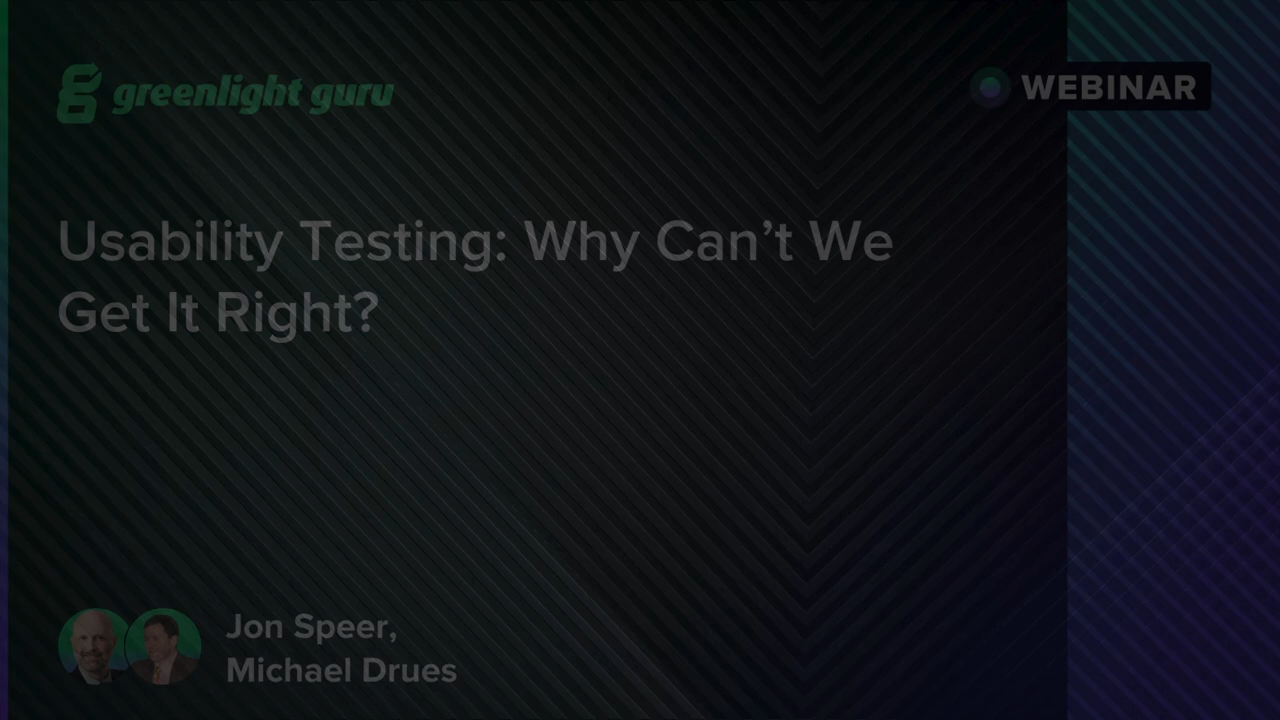 greenlight guru
WEBINAR
Usability Testing: Why Can’t We
Get It Right?
Jon Speer,
Michael Drues